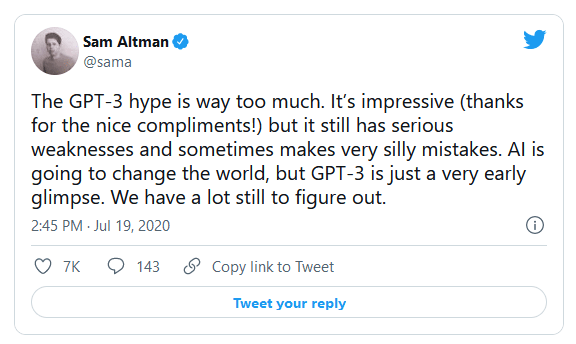 Sam Altman
@sama
The GPT-3 hype is way too much. It’s impressive (thanks
for the nice compliments!) but it still has serious
weaknesses and sometimes makes very silly mistakes. AI is
going to change the world, but GPT-3 is just a very early
glimpse. We have a lot still to figure out.
2:45 PM · Jul 19, 2020
7K 143 Copy link to Tweet
Tweet your reply